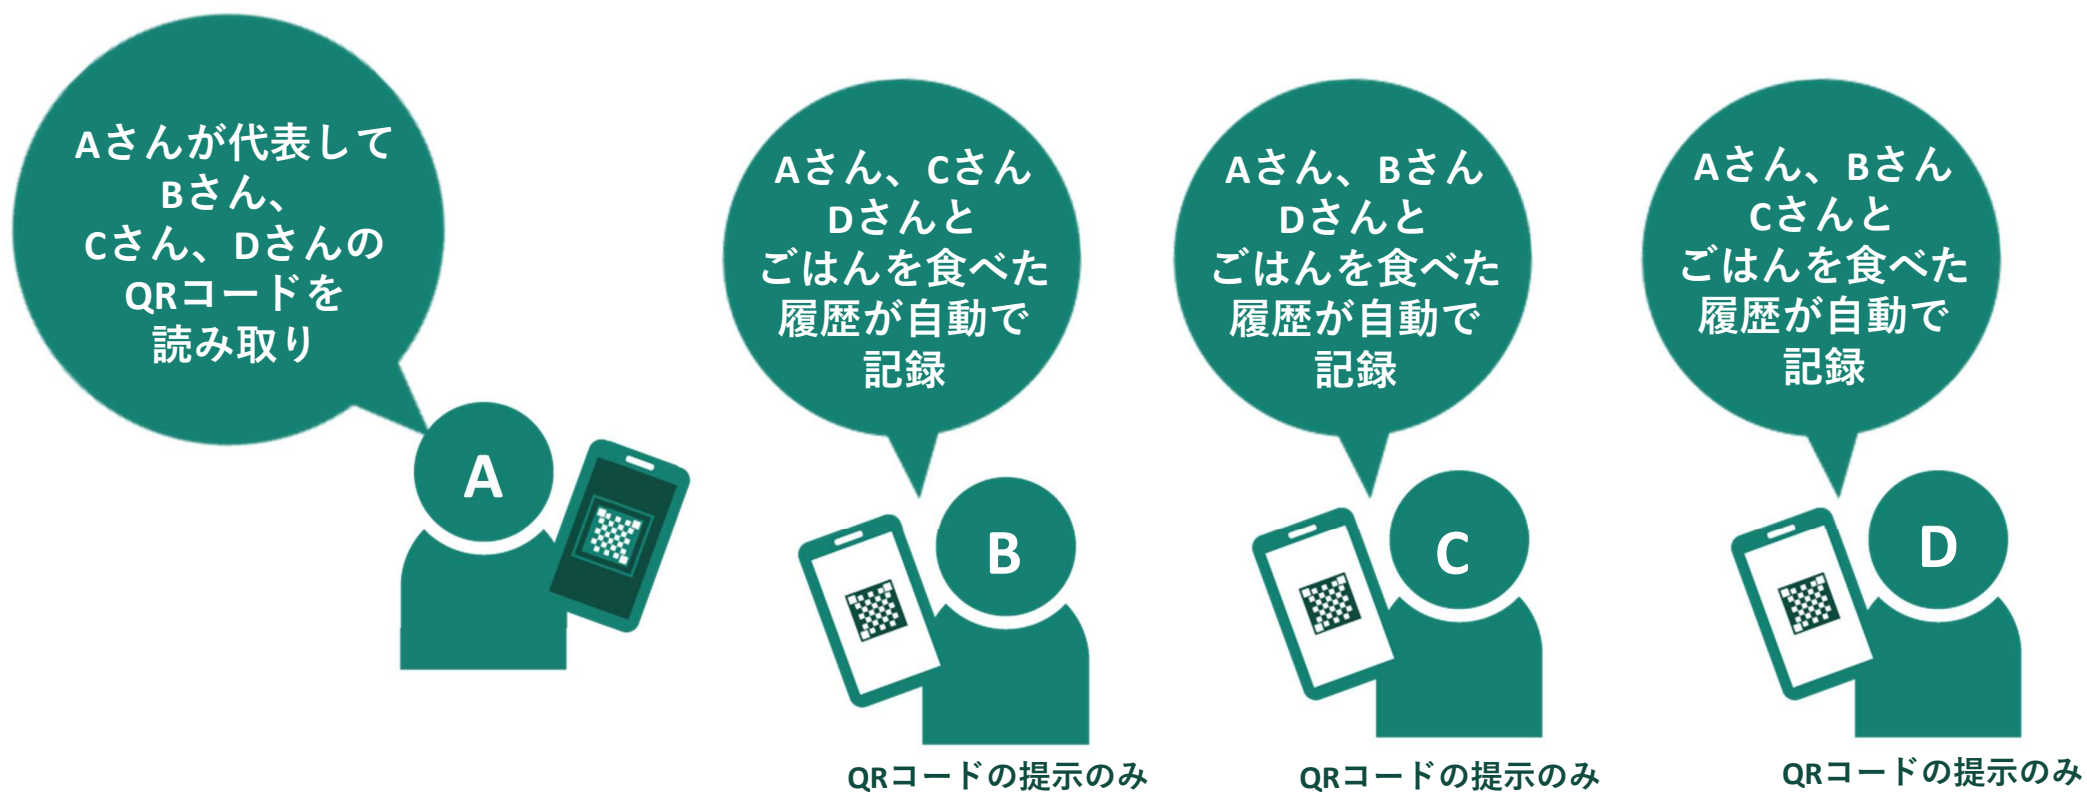 Aさんが代表して
Bさん、
Cさん、Dさんの
QRコードを
読み取り
A
Aさん、Cさん
Dさんと
ごはんを食べた
履歴が自動で
記録
B
QRコードの提示のみ
Aさん、Bさん
Dさんと
ごはんを食べた
履歴が自動で
記録
C
QRコードの提示のみ
Aさん、Bさん
Cさんと
ごはんを食べた
履歴が自動で
記録
D
QRコードの提示のみ